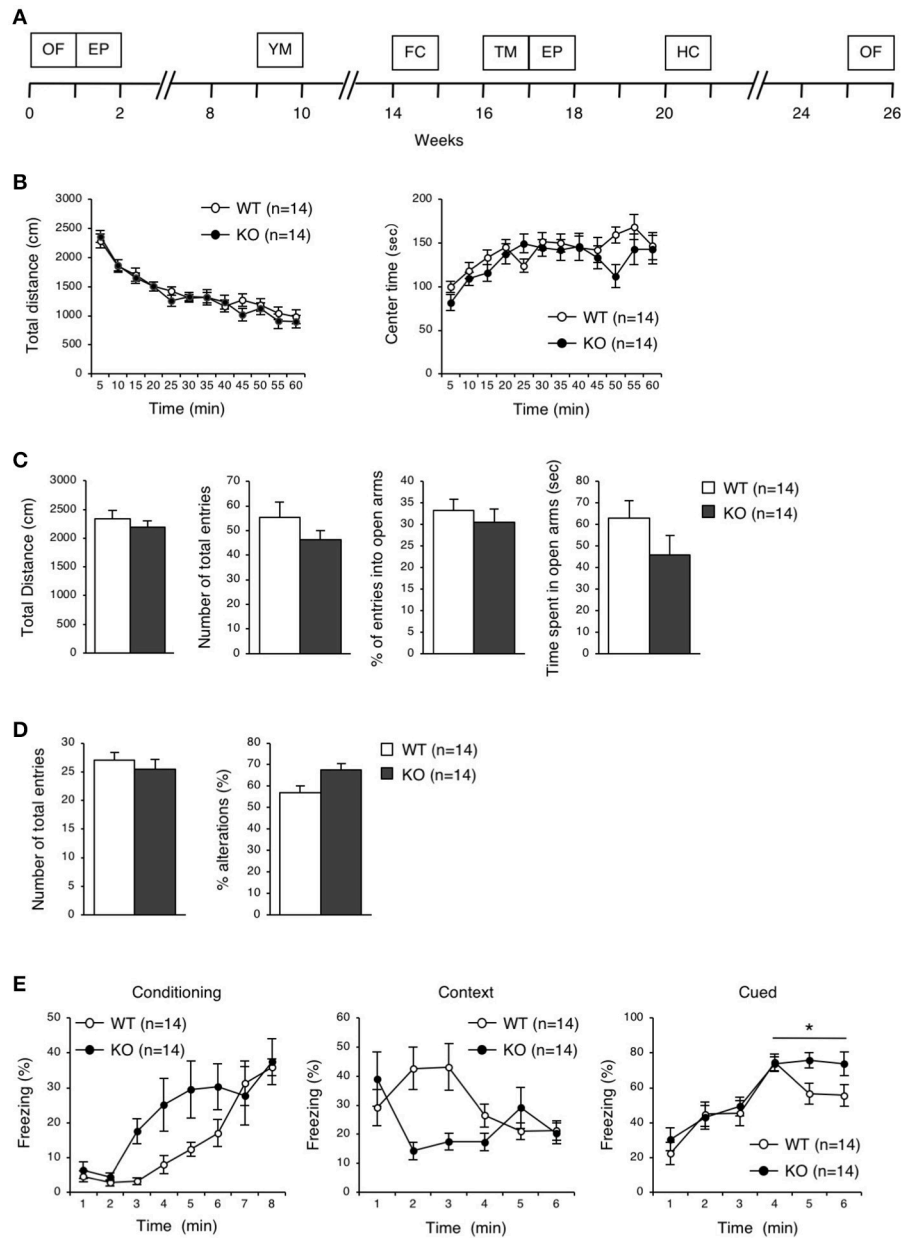 A
OF EP YM FC TM EP HC OF
0 2 8 10 14 16 18 20 24 26
Weeks
B
3000
2500
2000
1500
1000
500
0
Total distance (cm)
WT (n=14)
KO (n=14)
5 10 15 20 25 30 35 40 45 50 55 60
Time (min)
200
150
100
50
0
Center time (sec)
WT (n=14)
KO (n=14)
5 10 15 20 25 30 35 40 45 50 55 60
Time (min)
C
3000
2500
2000
1500
1000
500
0
Total Distance (cm)
70
60
50
40
30
20
10
0
Number of total entries
40
35
30
25
20
15
10
5
0
% of entries into open arms
80
70
60
50
40
30
20
10
0
Time spent in open arms (sec)
WT (n=14)
KO (n=14)
D
30
25
20
15
10
5
0
Number of total entries
80
70
60
50
40
30
20
10
0
% alterations (%)
WT (n=14)
KO (n=14)
E
Conditioning
50
40
30
20
10
0
Freezing (%)
WT (n=14)
KO (n=14)
1 2 3 4 5 6 7 8
Time (min)
Context
60
50
40
30
20
10
0
Freezing (%)
WT (n=14)
KO (n=14)
1 2 3 4 5 6
Time (min)
Cued
100
80
60
40
20
0
Freezing (%)
*
WT (n=14)
KO (n=14)
1 2 3 4 5 6
Time (min)